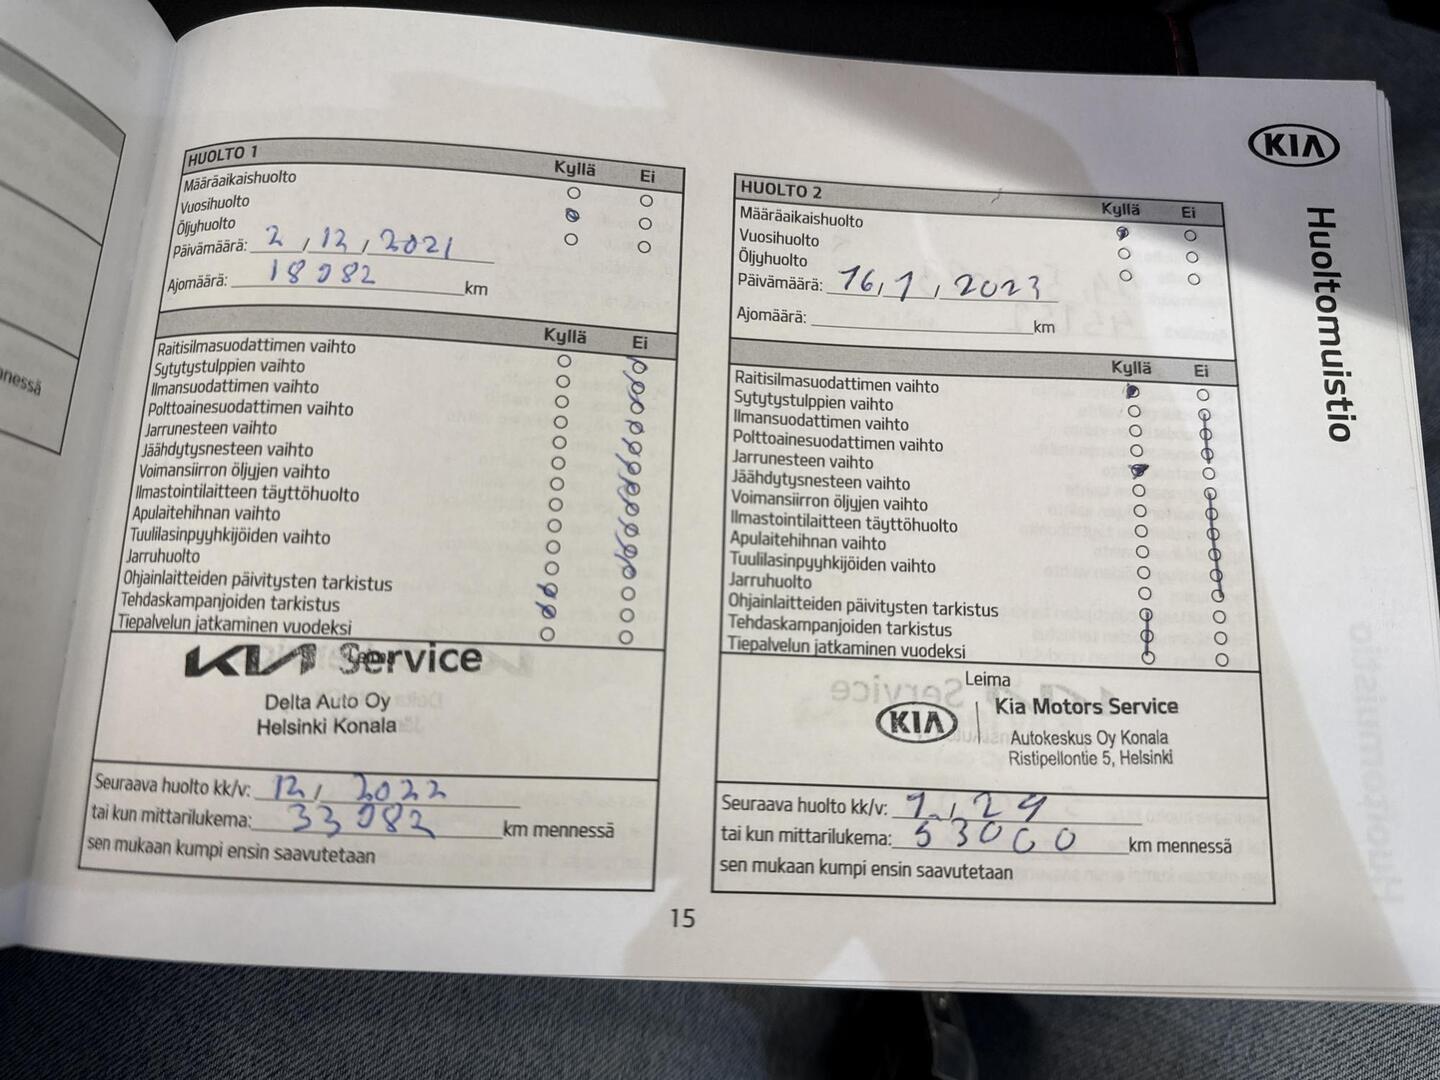 KIA
Huoltomuistio
nnessä
HUOLTO 1
Kyllä Ei
Määräaikaishuolto
Vuosihuolto
Öljyhuolto
Päivämäärä: 2, 12, 2021
Ajomäärä: 18082 km
Kyllä Ei
Raitisilmasuodattimen vaihto
Sytytystulppien vaihto
Ilmansuodattimen vaihto
Polttoainesuodattimen vaihto
Jarrunesteen vaihto
Jäähdytysnesteen vaihto
Voimansiirron öljyjen vaihto
Ilmastointilaitteen täyttöhuolto
Apulaitehihnan vaihto
Tuulilasinpyyhkijöiden vaihto
Jarruhuolto
Ohjainlaitteiden päivitysten tarkistus
Tehdaskampanjoiden tarkistus
Tiepalvelun jatkaminen vuodeksi
KIA Service
Delta Auto Oy
Helsinki Konala
Seuraava huolto kk/v: 12, 2022
tai kun mittarilukema: 33082 km mennessä
sen mukaan kumpi ensin saavutetaan
HUOLTO 2
Kyllä Ei
Määräaikaishuolto
Vuosihuolto
Öljyhuolto
Päivämäärä: 16, 1, 2023
Ajomäärä: km
Kyllä Ei
Raitisilmasuodattimen vaihto
Sytytystulppien vaihto
Ilmansuodattimen vaihto
Polttoainesuodattimen vaihto
Jarrunesteen vaihto
Jäähdytysnesteen vaihto
Voimansiirron öljyjen vaihto
Ilmastointilaitteen täyttöhuolto
Apulaitehihnan vaihto
Tuulilasinpyyhkijöiden vaihto
Jarruhuolto
Ohjainlaitteiden päivitysten tarkistus
Tehdaskampanjoiden tarkistus
Tiepalvelun jatkaminen vuodeksi
Leima
KIA Kia Motors Service
Autokeskus Oy Konala
Ristipellontie 5, Helsinki
Seuraava huolto kk/v: 1, 24
tai kun mittarilukema: 53000 km mennessä
sen mukaan kumpi ensin saavutetaan
15